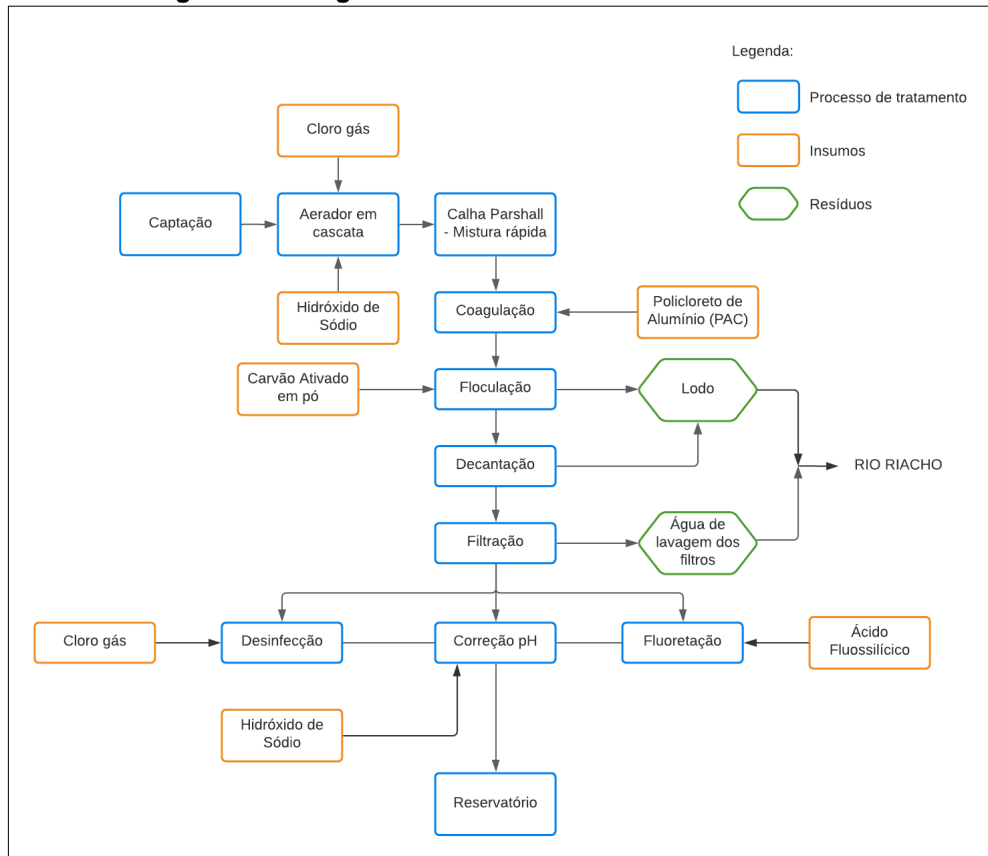 Legenda:
Processo de tratamento
Insumos
Resíduos
Cloro gás
Captação
Aerador em
cascata
Calha Parshall
- Mistura rápida
Hidróxido de
Sódio
Coagulação
Policloreto de
Alumínio (PAC)
Carvão Ativado
em pó
Floculação
Lodo
Decantação
RIO RIACHO
Filtração
Água de
lavagem dos
filtros
Cloro gás
Desinfecção
Correção pH
Fluoretação
Ácido
Fluossilícico
Hidróxido de
Sódio
Reservatório